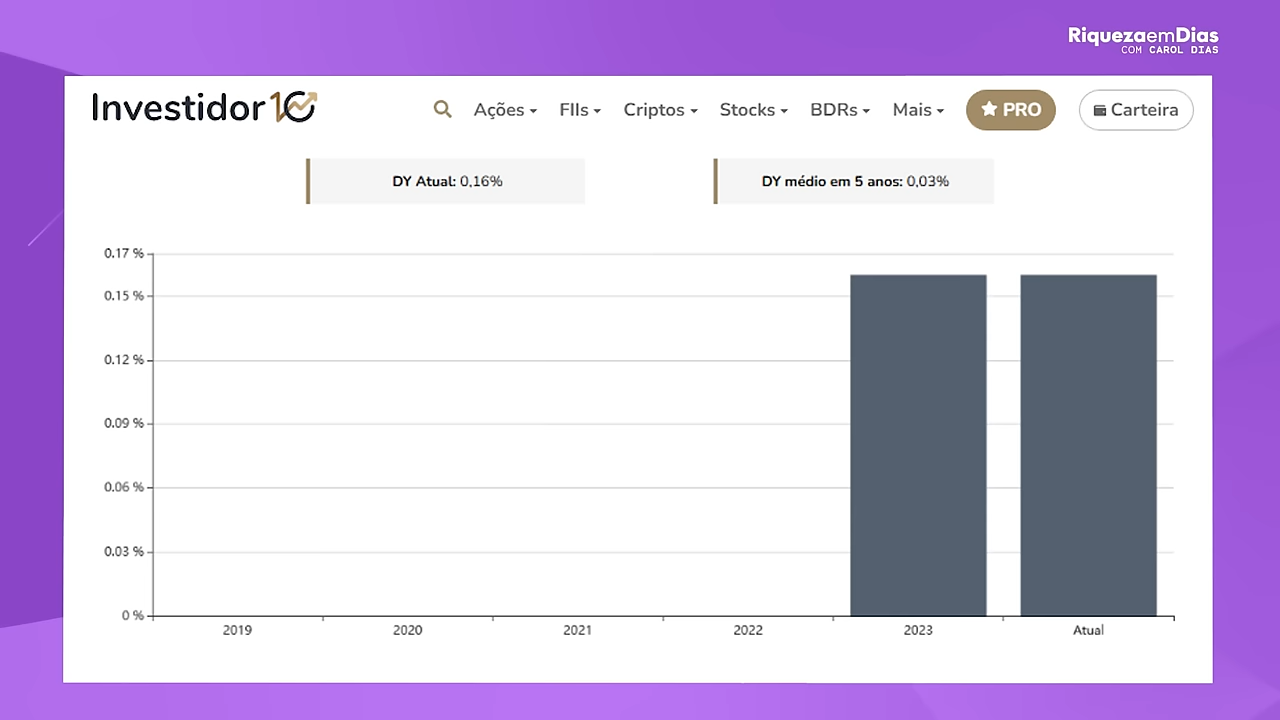 RiquezaemDias
COM CAROL DIAS
Investidor10
Ações FIIs Criptos Stocks BDRs Mais PRO Carteira
DY Atual: 0,16% DY médio em 5 anos: 0,03%
0.17 %
0.15 %
0.12 %
0.09 %
0.06 %
0.03 %
0 %
2019 2020 2021 2022 2023 Atual